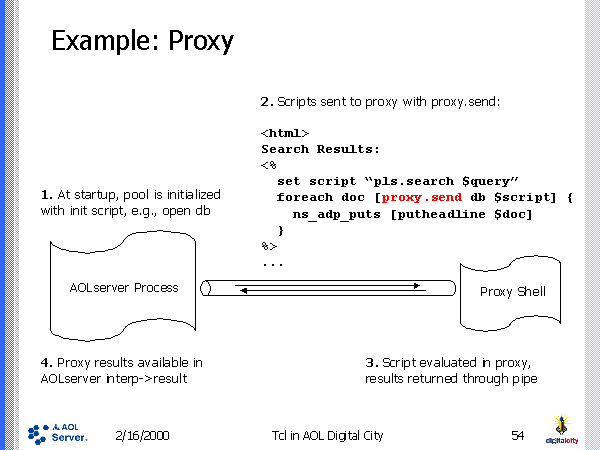 Example: Proxy
2. Scripts sent to proxy with proxy.send:
<html>
Search Results:
<%
set script “pls.search $query”
foreach doc [proxy.send db $script] {
ns_adp_puts [putheadline $doc]
}
%>
...
1. At startup, pool is initialized
with init script, e.g., open db
AOLserver Process
Proxy Shell
4. Proxy results available in
AOLserver interp->result
3. Script evaluated in proxy,
results returned through pipe
AOL
Server.
2/16/2000
Tcl in AOL Digital City
54
digitalcity